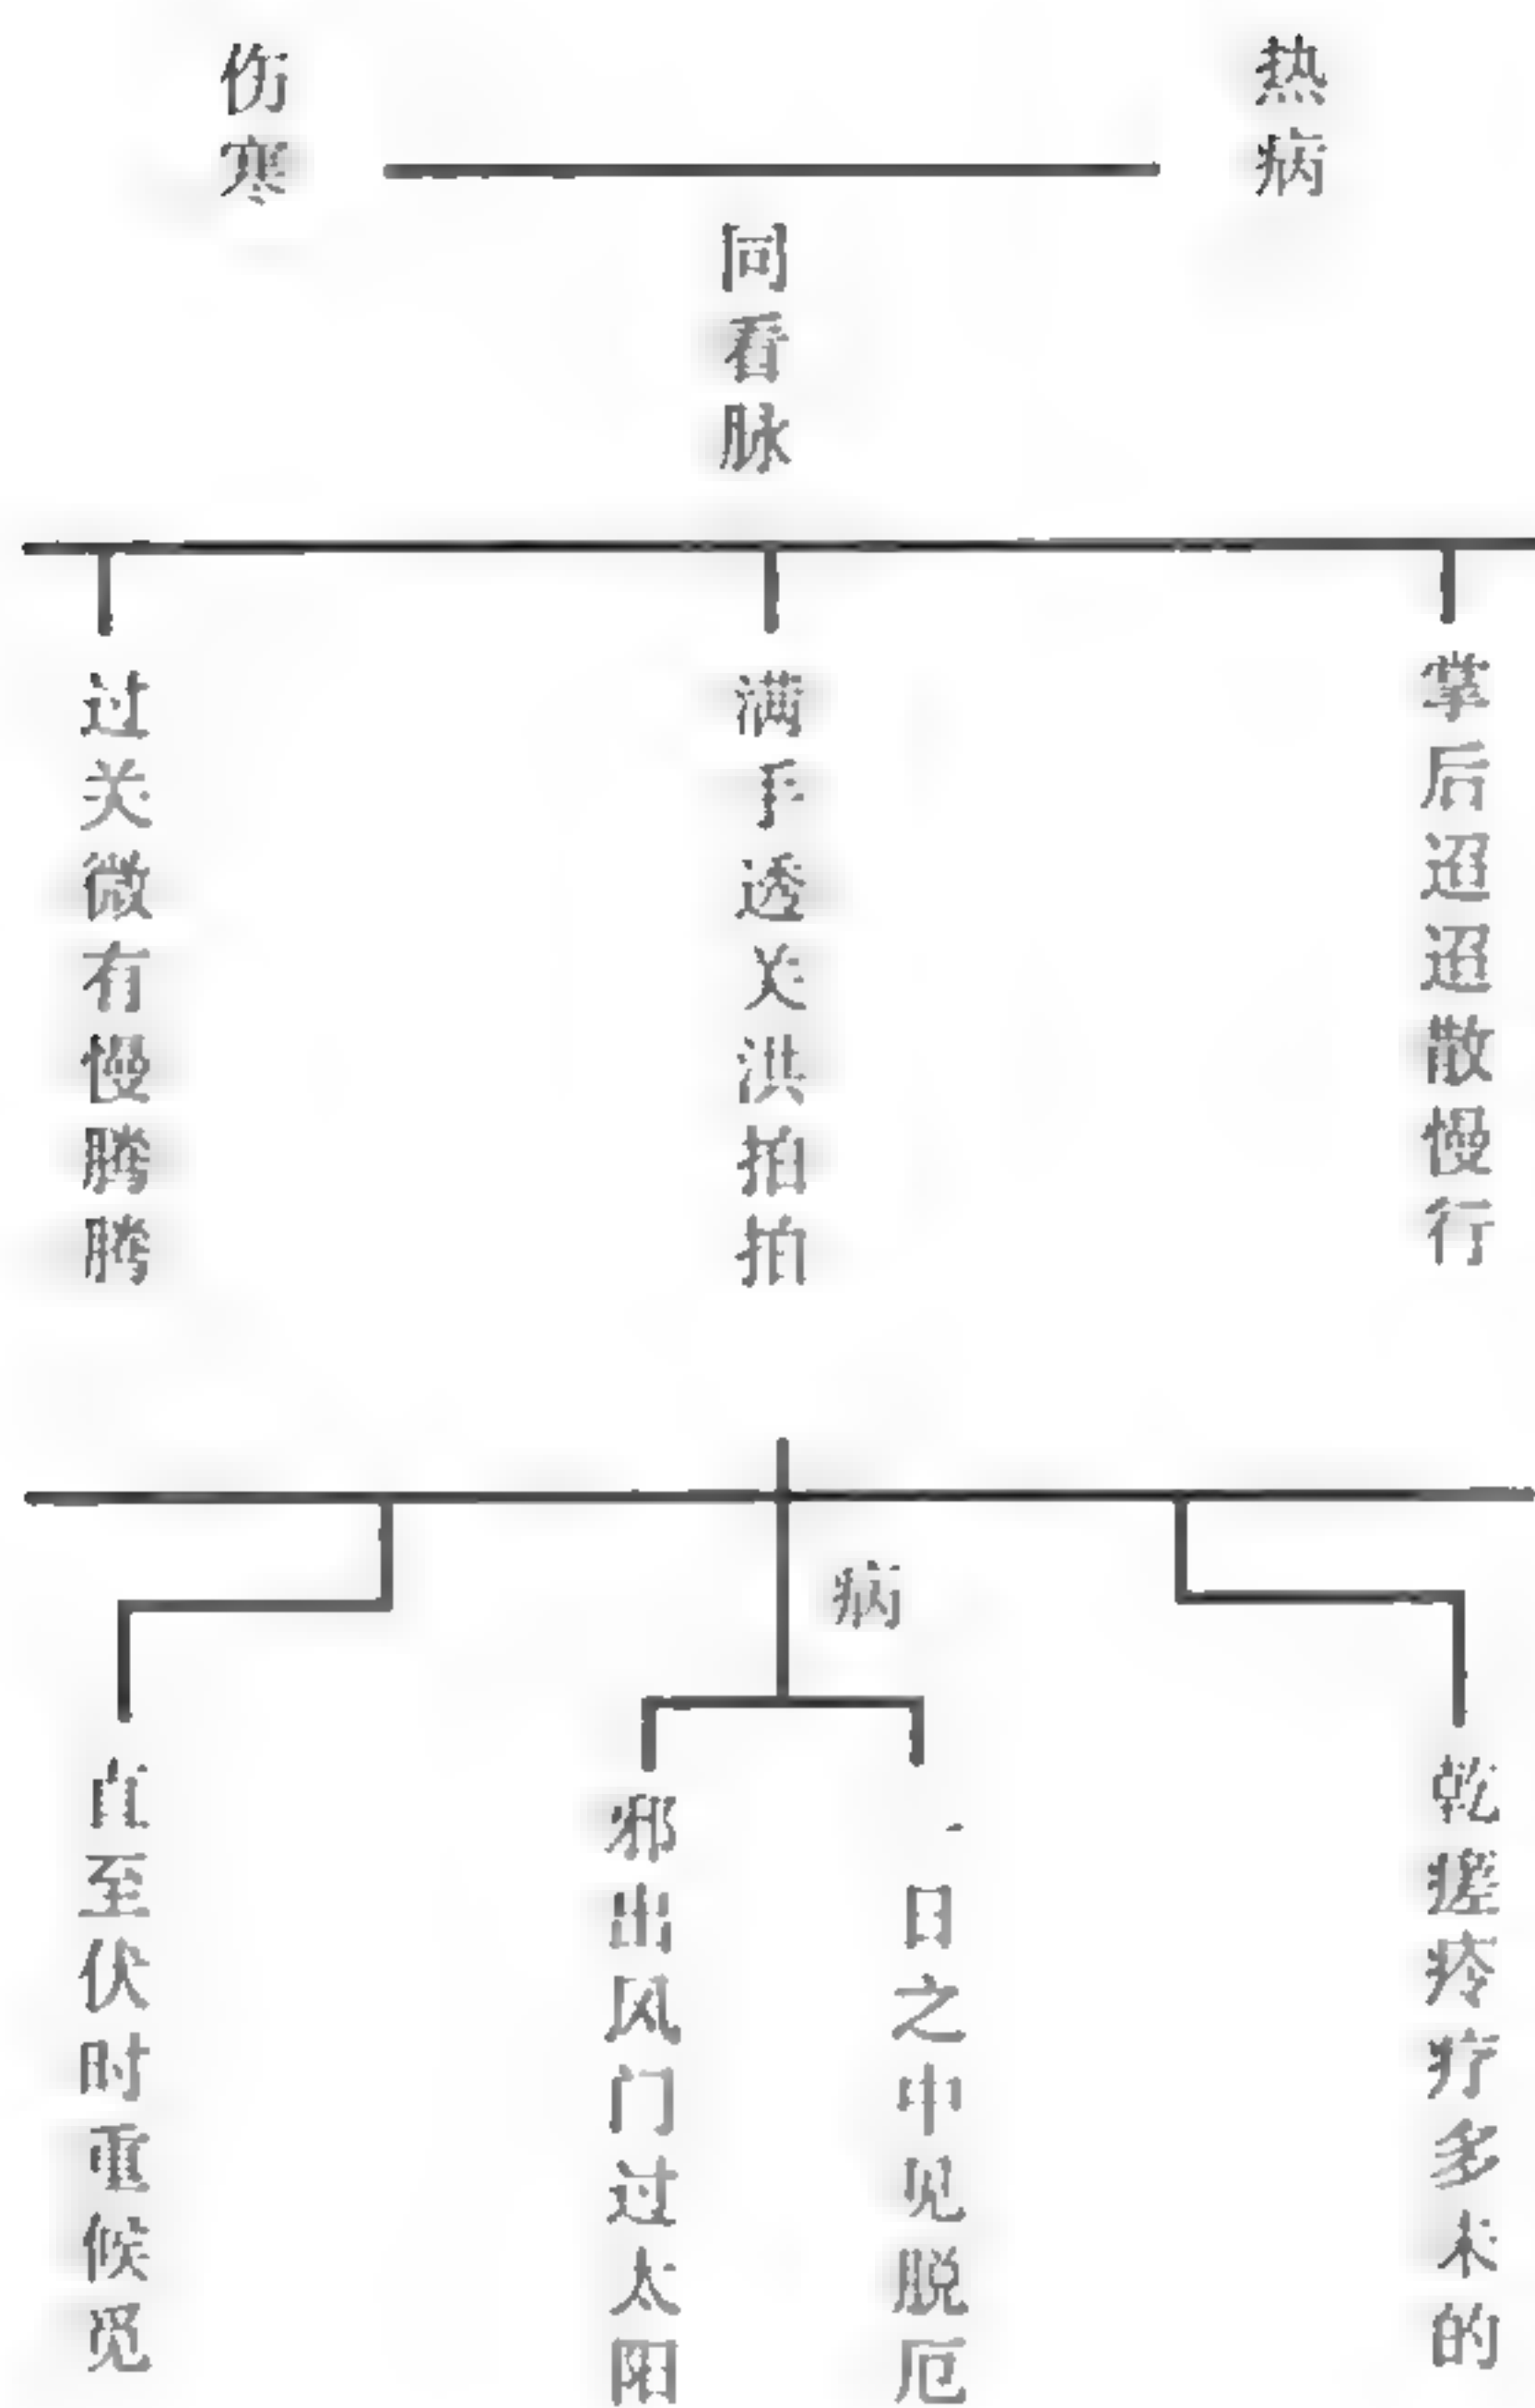 热病
伤寒
同看脉
掌后迢迢散慢行
满手透关洪拍拍
过关微有慢腾腾
病
乾瘥疼疗多未的
一日之中见脱厄
邪出风门过太阳
直至伏时重候觅